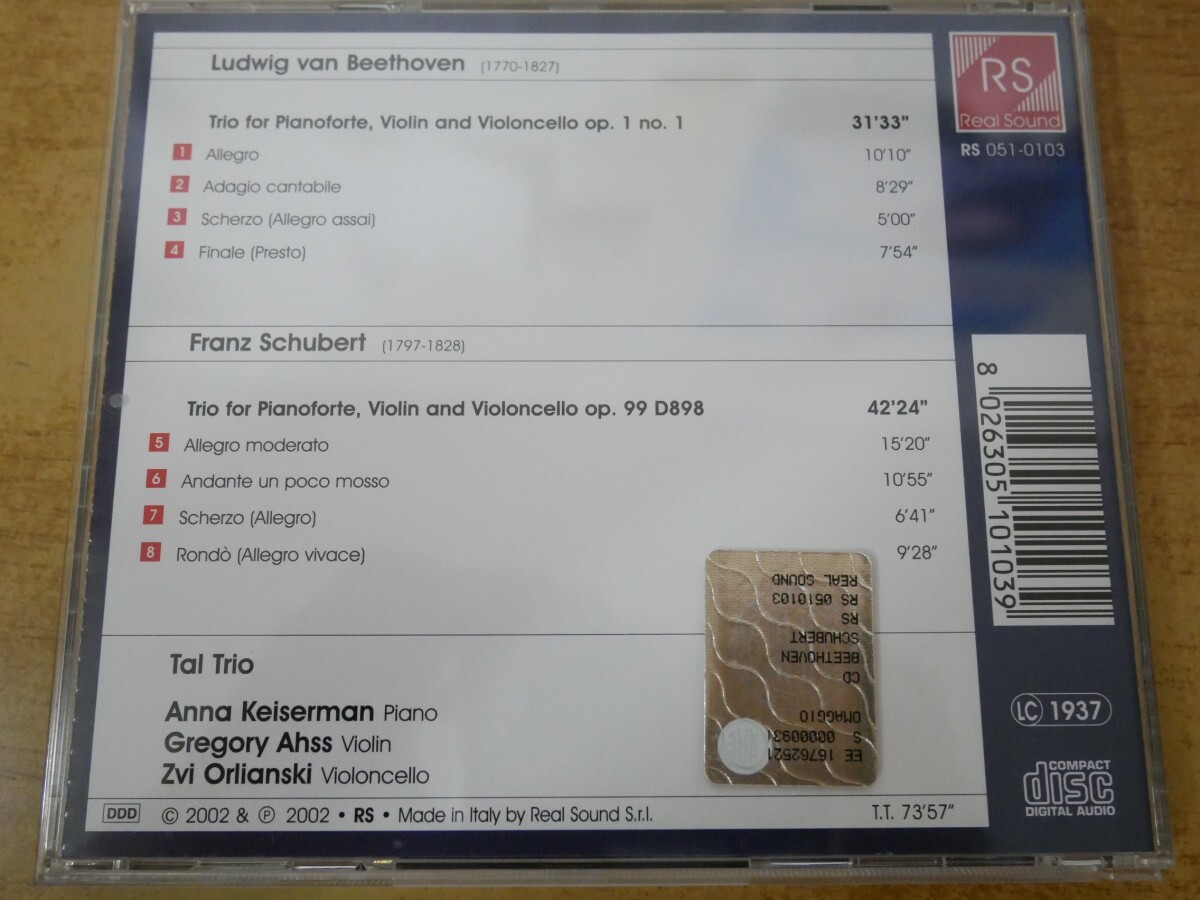 Ludwig van Beethoven (1770-1827)
Trio for Pianoforte, Violin and Violoncello op. 1 no. 1 31'33"
1 Allegro 10'10"
2 Adagio cantabile 8'29"
3 Scherzo (Allegro assai) 5'00"
4 Finale (Presto) 7'54"
Franz Schubert (1797-1828)
Trio for Pianoforte, Violin and Violoncello op. 99 D898 42'24"
5 Allegro moderato 15'20"
6 Andante un poco mosso 10'55"
7 Scherzo (Allegro) 6'41"
8 Rondò (Allegro vivace) 9'28"
Tal Trio
Anna Keiserman Piano
Gregory Ahss Violin
Zvi Orlianski Violoncello
DDD © 2002 & ℗ 2002 • RS • Made in Italy by Real Sound S.r.l. T.T. 73'57"
RS
Real Sound
RS 051-0103
8 026305 101039
LC 1937
COMPACT
disc
DIGITAL AUDIO
EE 16762521
S 00000931
OMAGGIO
CD
BEETHOVEN
SCHUBERT
RS
RS 0510103
REAL SOUND